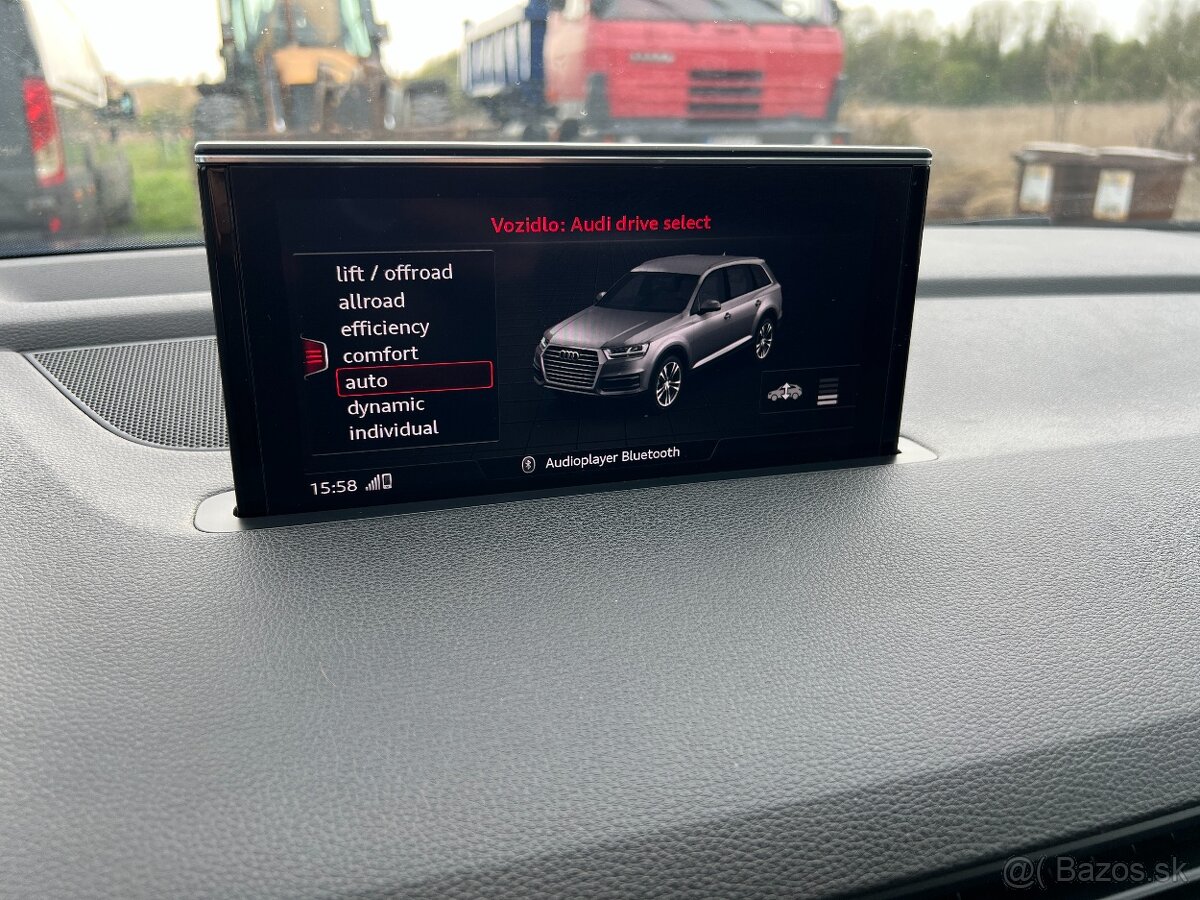 Vozidlo: Audi drive select
lift / offroad
allroad
efficiency
comfort
auto
dynamic
individual
Audioplayer Bluetooth
15:58
@( Bazos.sk